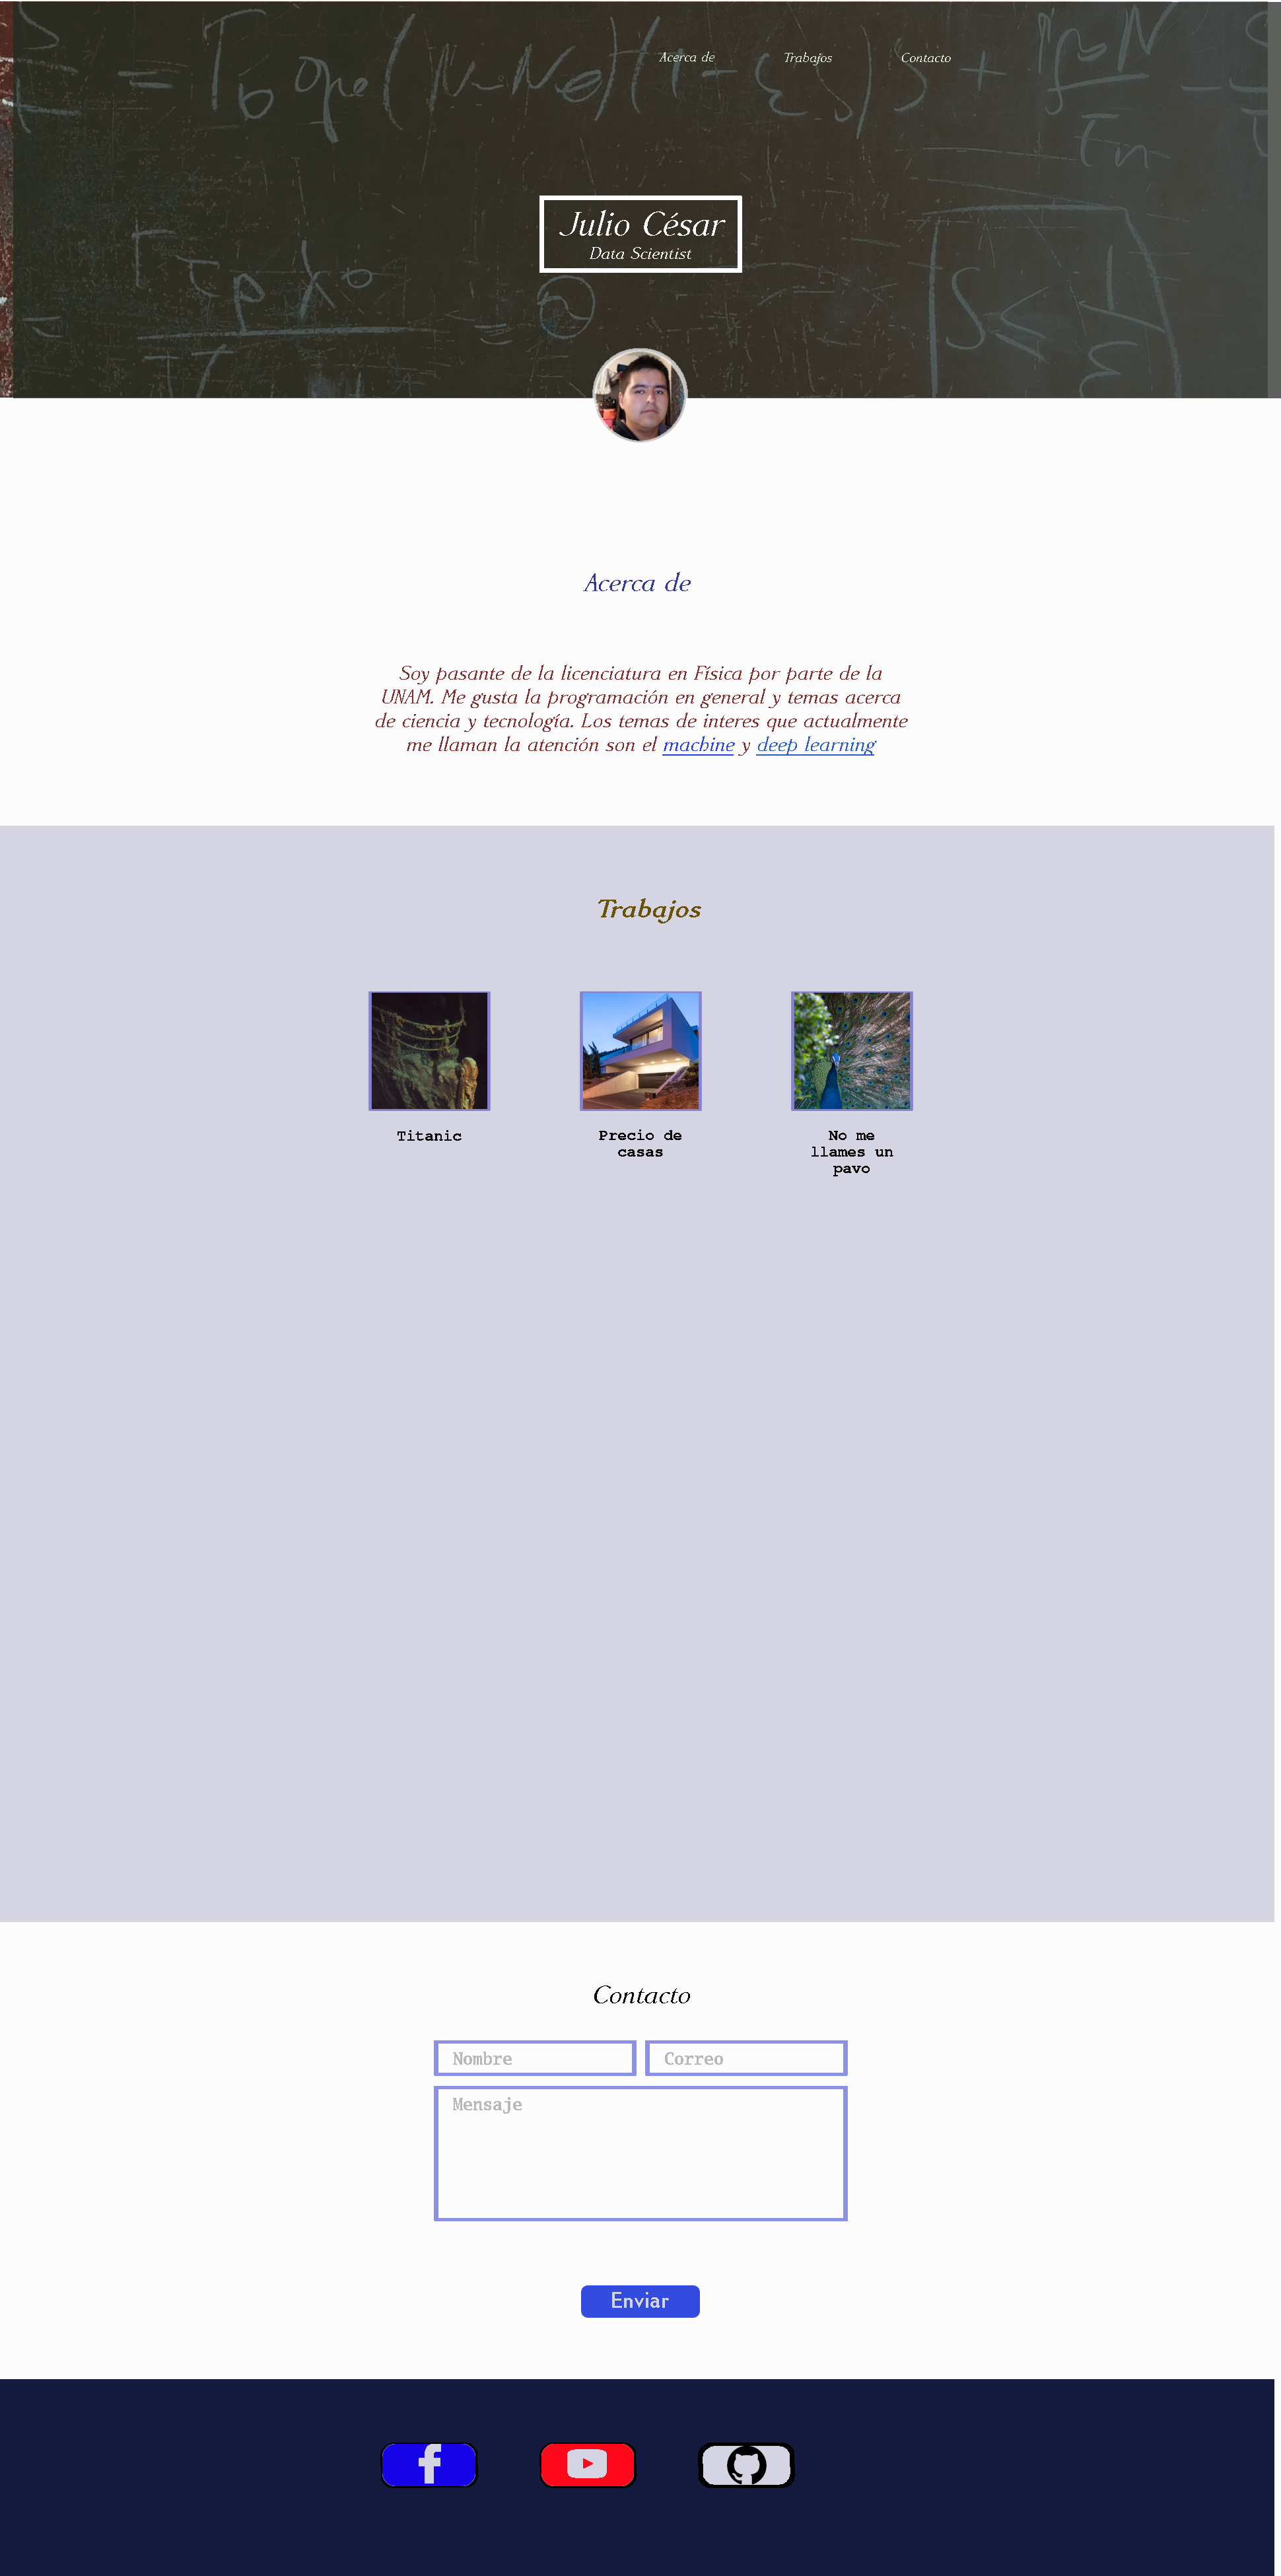 Acerca de
Trabajos
Contacto
Julio César
Data Scientist
Acerca de
Soy pasante de la licenciatura en Física por parte de la
UNAM. Me gusta la programación en general y temas acerca
de ciencia y tecnología. Los temas de interes que actualmente
me llaman la atención son el machine y deep learning
Trabajos
Titanic
Precio de
casas
No me
llames un
pavo
Contacto
Nombre
Correo
Mensaje
Enviar